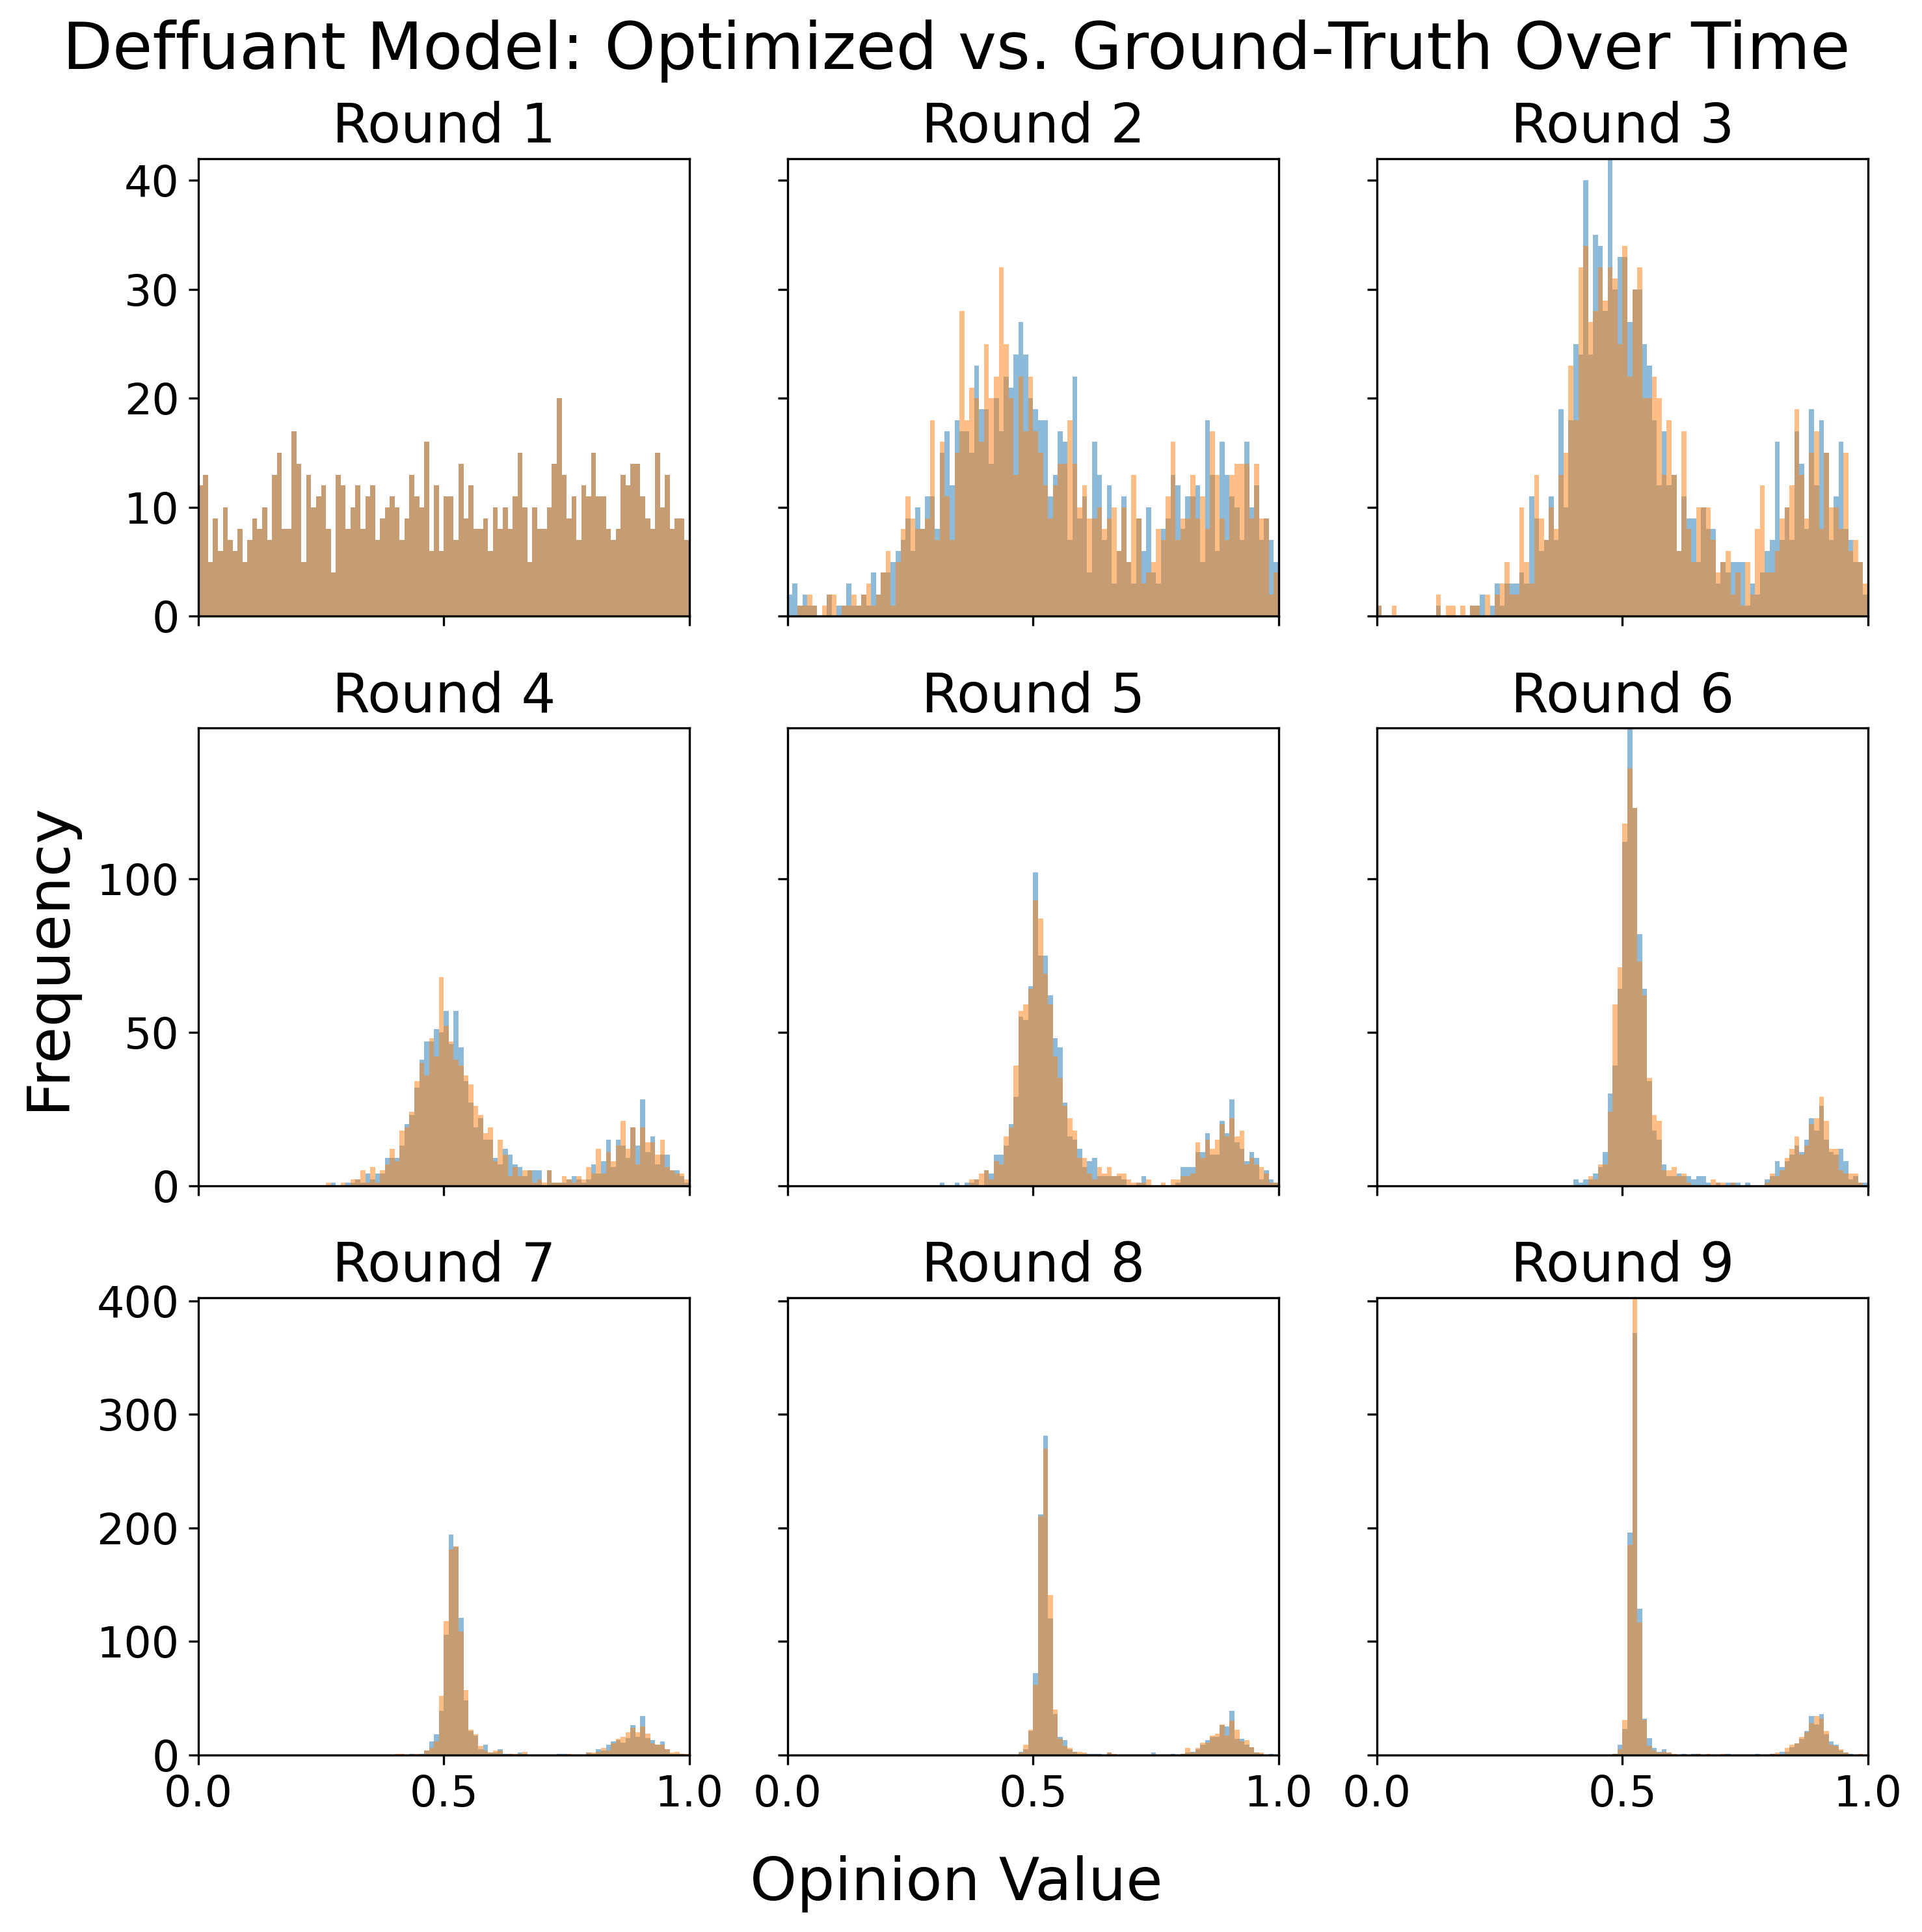 Deffuant Model: Optimized vs. Ground-Truth Over Time
Round 1
Round 2
Round 3
40
30
20
10
0
Round 4
Round 5
Round 6
Frequency
100
50
0
Round 7
Round 8
Round 9
400
300
200
100
0
0.0 0.5 1.0
0.0 0.5 1.0
0.0 0.5 1.0
Opinion Value